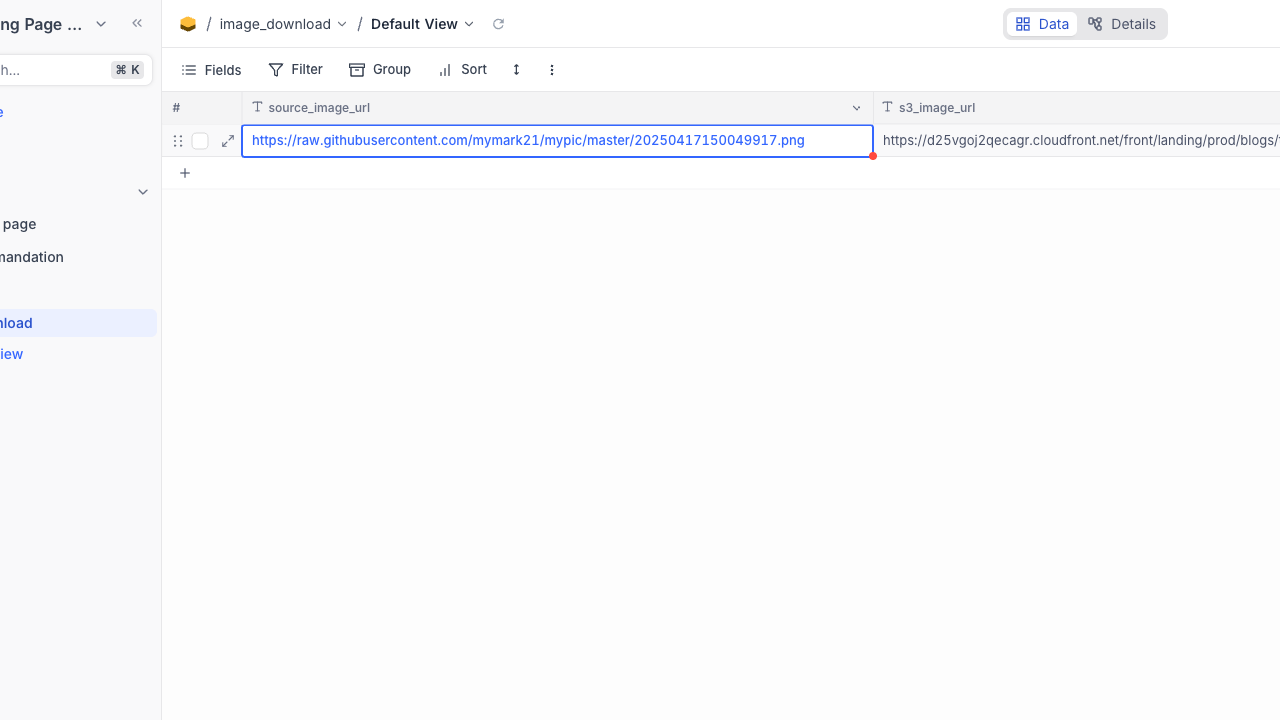 ng Page ...
/ image_download / Default View
Data
Details
h...
⌘ K
Fields
Filter
Group
Sort
e
#
source_image_url
s3_image_url
https://raw.githubusercontent.com/mymark21/mypic/master/20250417150049917.png
https://d25vgoj2qecagr.cloudfront.net/front/landing/prod/blogs/
+
page
mandation
nload
iew